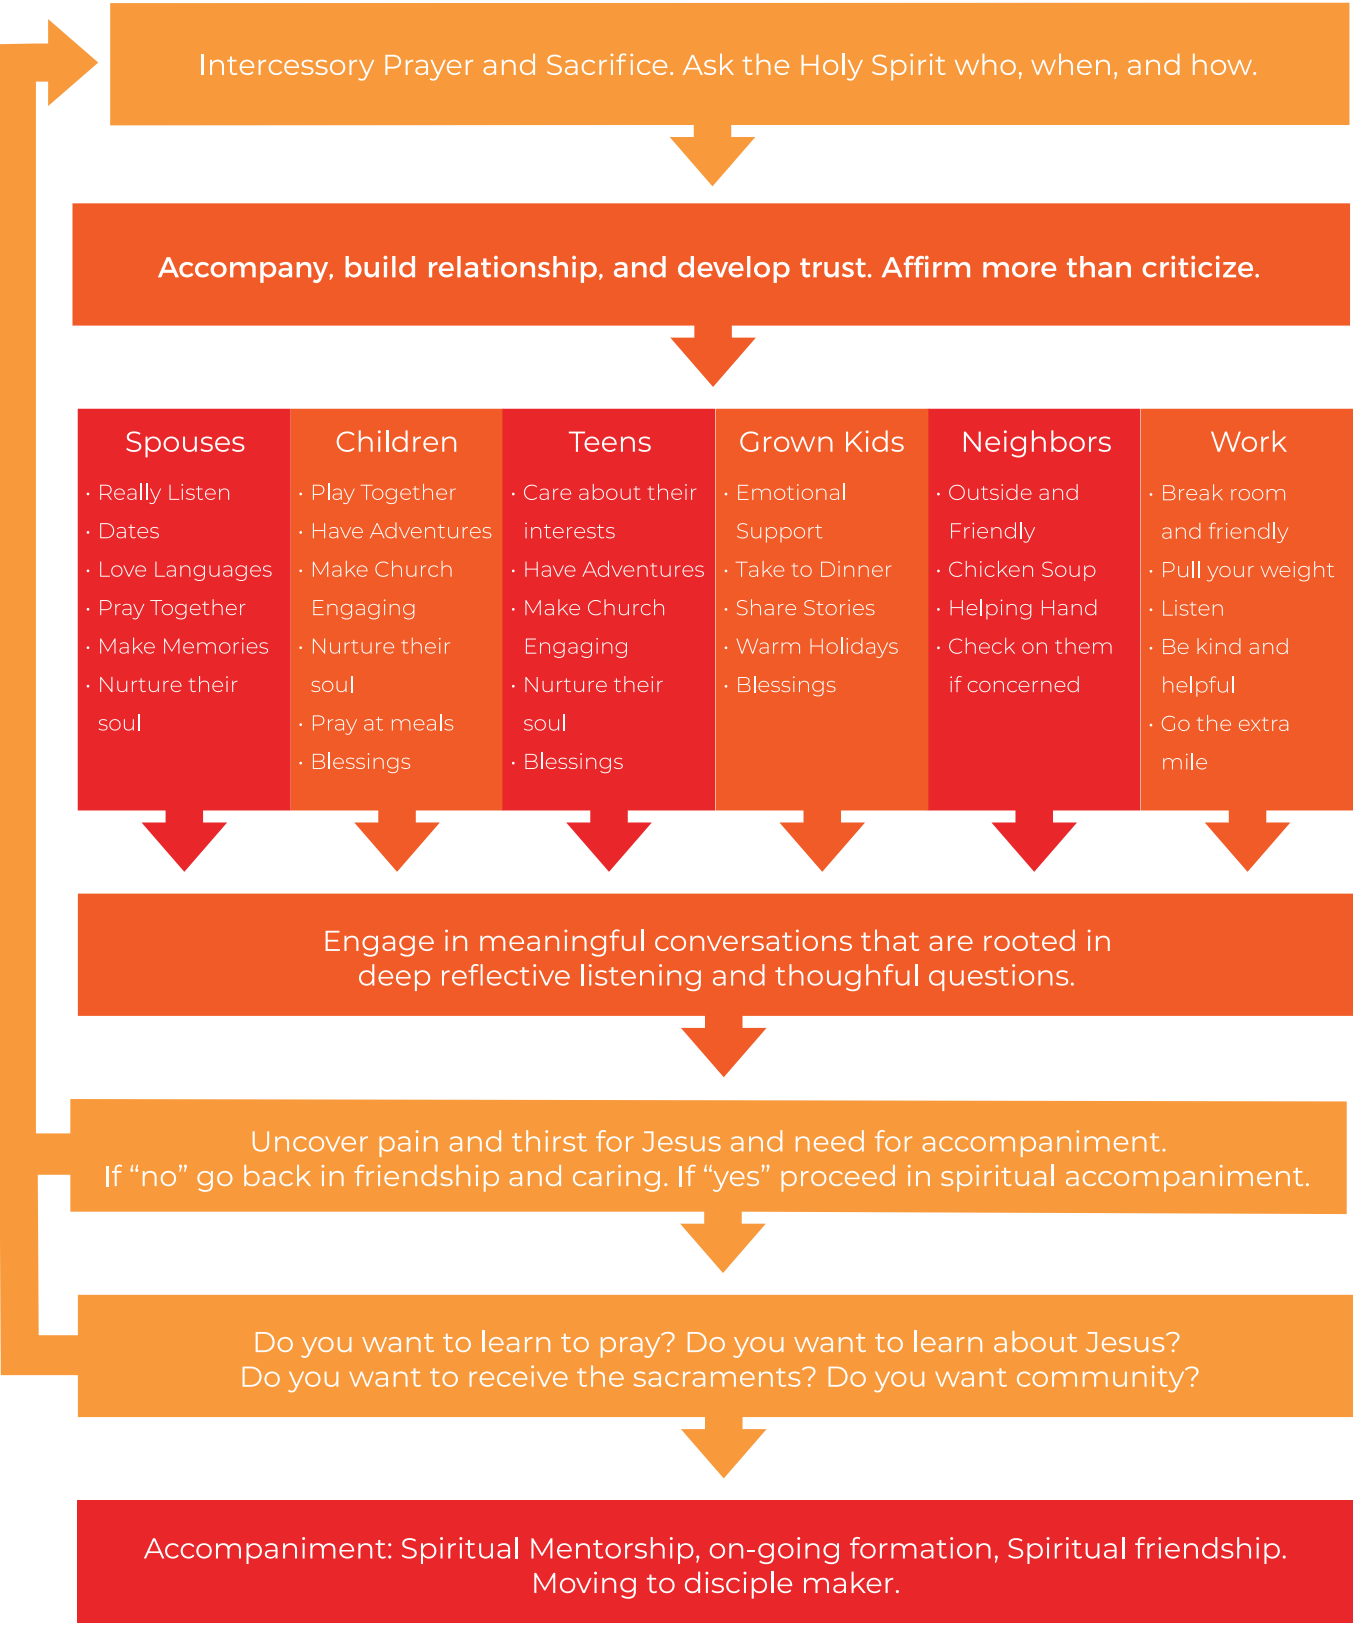 Intercessory Prayer and Sacrifice. Ask the Holy Spirit who, when, and how.
Accompany, build relationship, and develop trust. Affirm more than criticize.
Spouses
· Really Listen
· Dates
· Love Languages
· Pray Together
· Make Memories
· Nurture their
soul
Children
· Play Together
· Have Adventures
· Make Church
Engaging
· Nurture their
soul
· Pray at meals
· Blessings
Teens
· Care about their
interests
· Have Adventures
· Make Church
Engaging
· Nurture their
soul
· Blessings
Grown Kids
· Emotional
Support
· Take to Dinner
· Share Stories
· Warm Holidays
· Blessings
Neighbors
· Outside and
Friendly
· Chicken Soup
· Helping Hand
· Check on them
if concerned
Work
· Break room
and friendly
· Pull your weight
· Listen
· Be kind and
helpful
· Go the extra
mile
Engage in meaningful conversations that are rooted in
deep reflective listening and thoughful questions.
Uncover pain and thirst for Jesus and need for accompaniment.
If “no” go back in friendship and caring. If “yes” proceed in spiritual accompaniment.
Do you want to learn to pray? Do you want to learn about Jesus?
Do you want to receive the sacraments? Do you want community?
Accompaniment: Spiritual Mentorship, on-going formation, Spiritual friendship.
Moving to disciple maker.